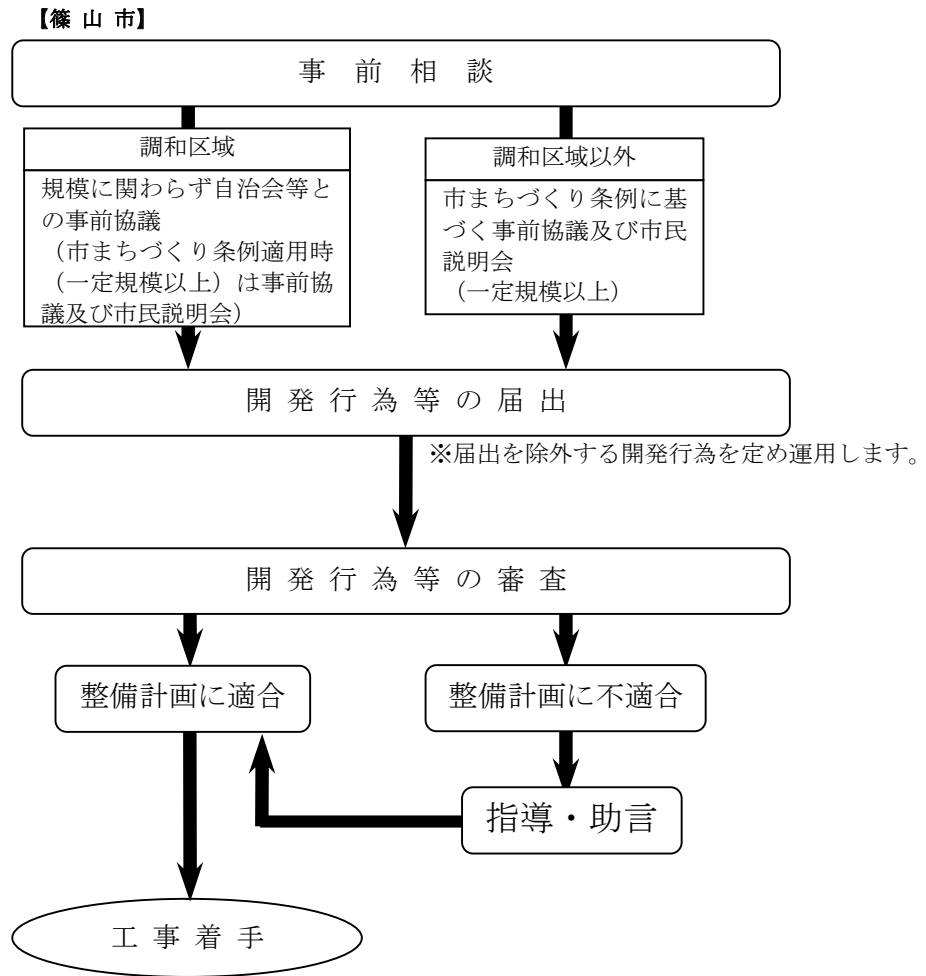 【篠 山 市】
事 前 相 談
調和区域
規模に関わらず自治会等と
の事前協議
（市まちづくり条例適用時
（一定規模以上）は事前協
議及び市民説明会）
調和区域以外
市まちづくり条例に基
づく事前協議及び市民
説明会
（一定規模以上）
開 発 行 為 等 の 届 出
※届出を除外する開発行為を定め運用します。
開 発 行 為 等 の 審 査
整備計画に適合
整備計画に不適合
指導・助言
工 事 着 手